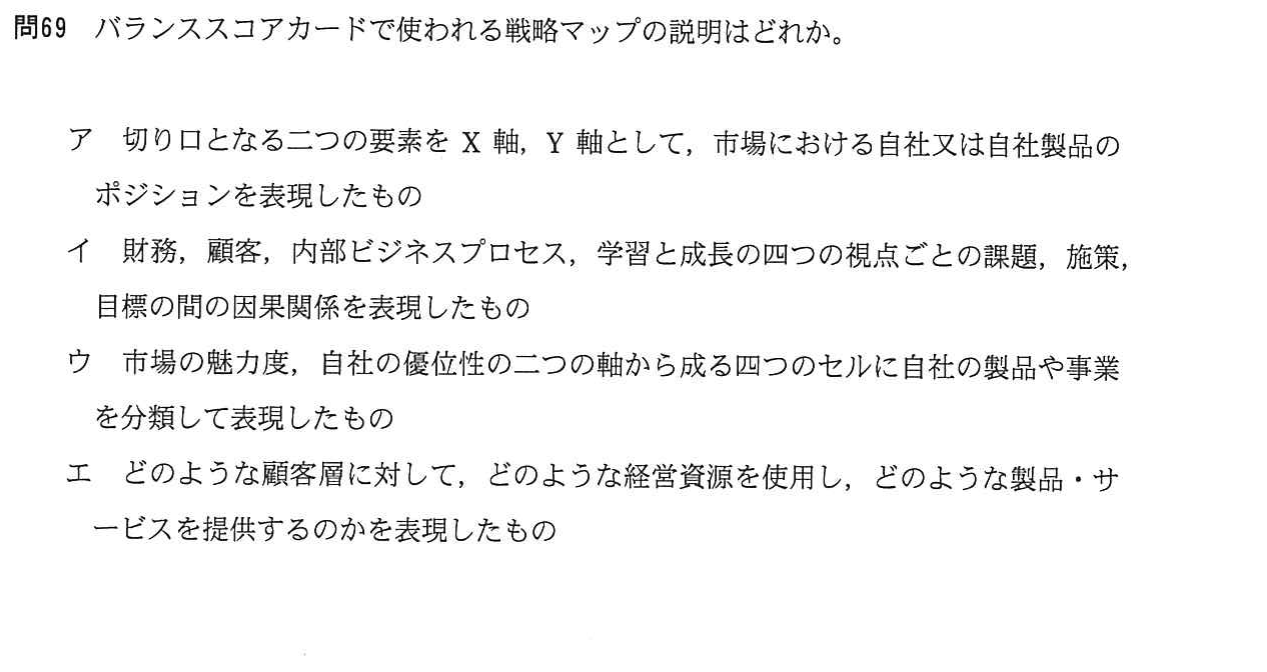 問69 バランススコアカードで使われる戦略マップの説明はどれか。
ア 切り口となる二つの要素を X 軸，Y 軸として，市場における自社又は自社製品の
ポジションを表現したもの
イ 財務，顧客，内部ビジネスプロセス，学習と成長の四つの視点ごとの課題，施策，
目標の間の因果関係を表現したもの
ウ 市場の魅力度，自社の優位性の二つの軸から成る四つのセルに自社の製品や事業
を分類して表現したもの
エ どのような顧客層に対して，どのような経営資源を使用し，どのような製品・サ
ービスを提供するのかを表現したもの